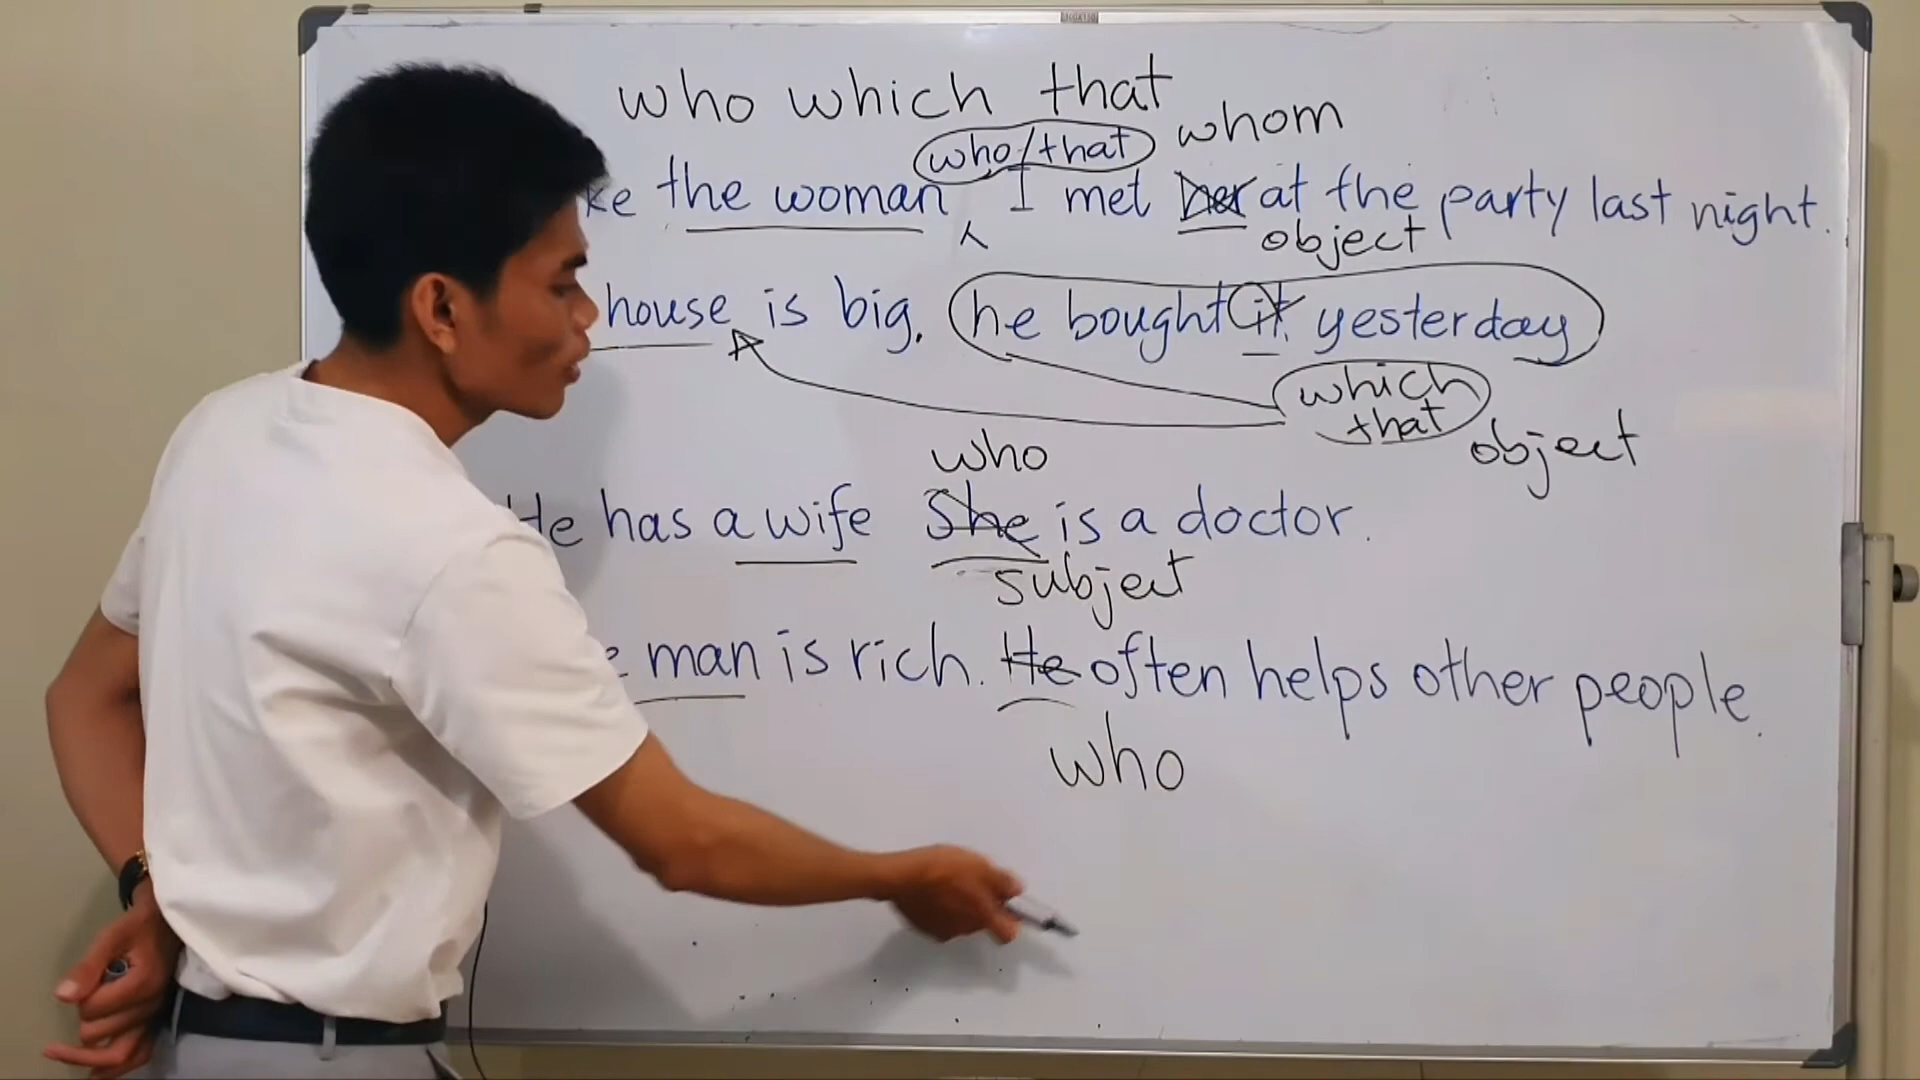 who which that
who/that whom
ke the woman I met her at the party last night.
object
house is big. he bought it yesterday
which
that
object
who
He has a wife She is a doctor.
subject
e man is rich. He often helps other people.
who